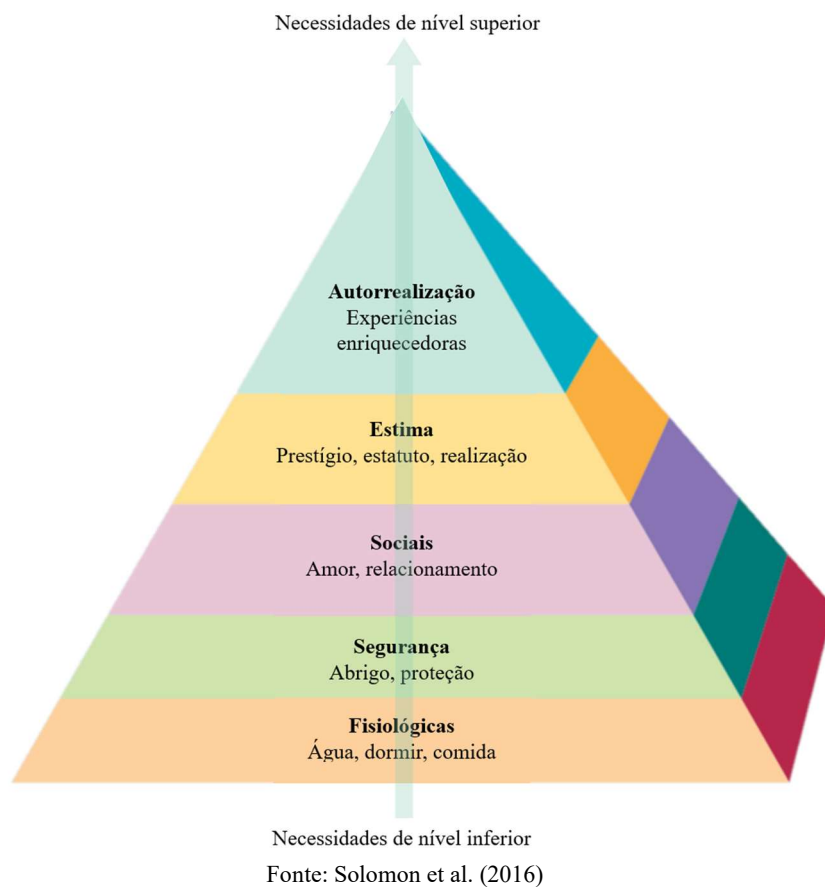 Necessidades de nível superior
Autorrealização
Experiências
enriquecedoras
Estima
Prestígio, estatuto, realização
Sociais
Amor, relacionamento
Segurança
Abrigo, proteção
Fisiológicas
Água, dormir, comida
Necessidades de nível inferior
Fonte: Solomon et al. (2016)